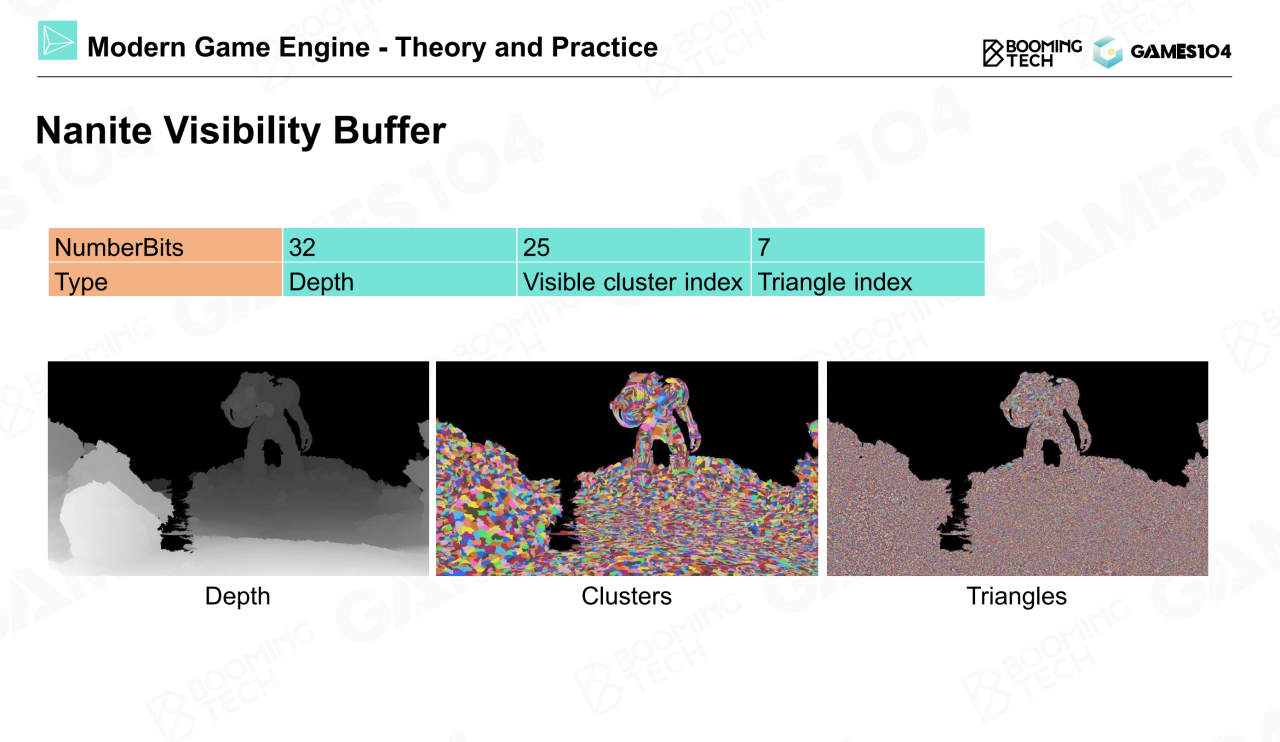 Modern Game Engine - Theory and Practice
BOOMING
TECH
GAMES104
Nanite Visibility Buffer
NumberBits 32 25 7
Type Depth Visible cluster index Triangle index
Depth Clusters Triangles